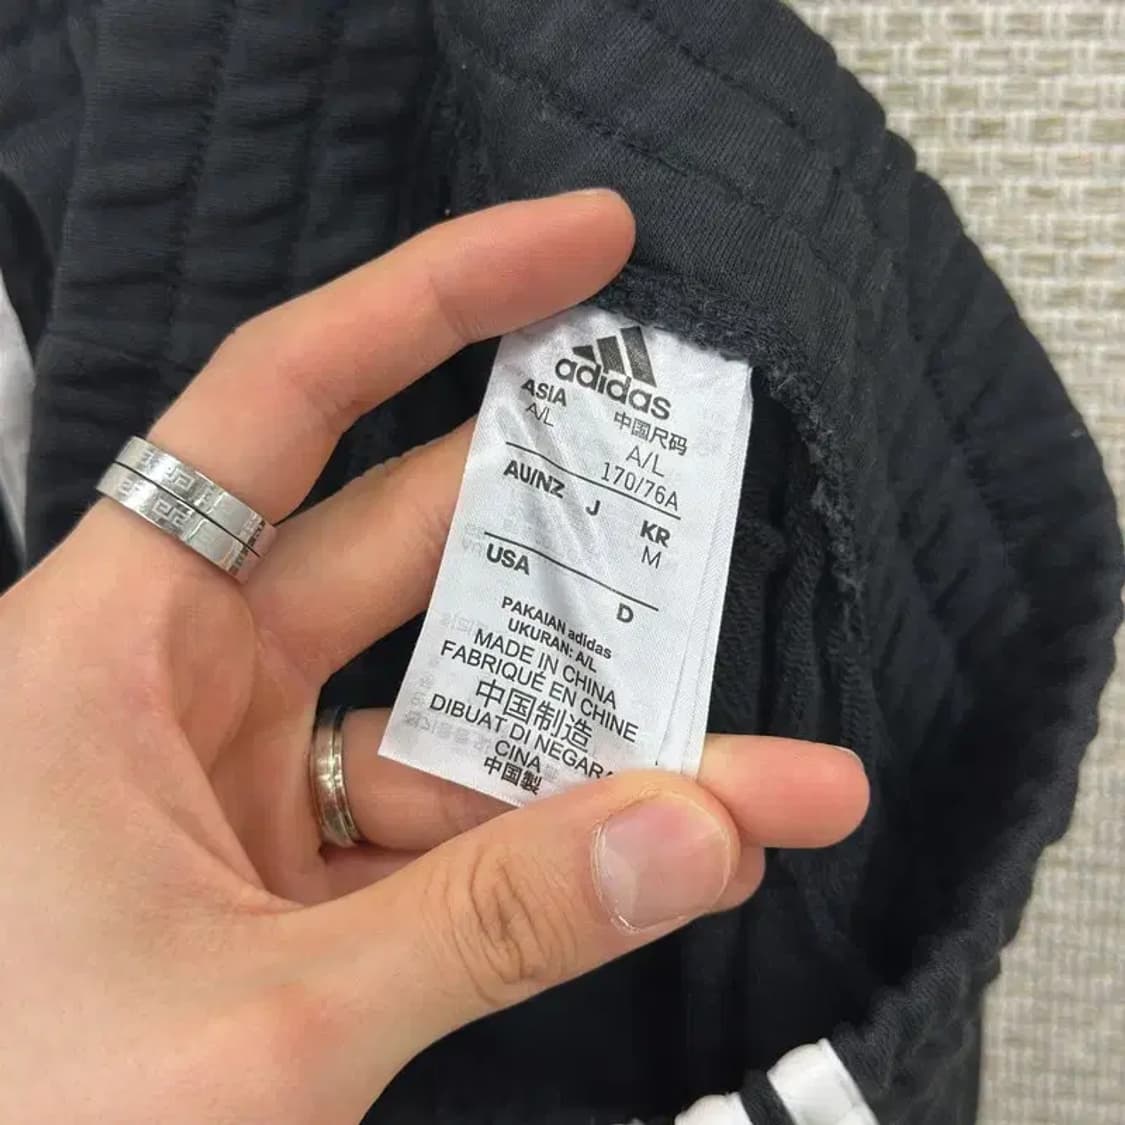 adidas
ASIA 中国尺码
A/L A/L
170/76A
AU/NZ J KR
M
USA D
PAKAIAN adidas
UKURAN: A/L
MADE IN CHINA
FABRIQUÉ EN CHINE
中国制造
DIBUAT DI NEGARA
CINA
中国製